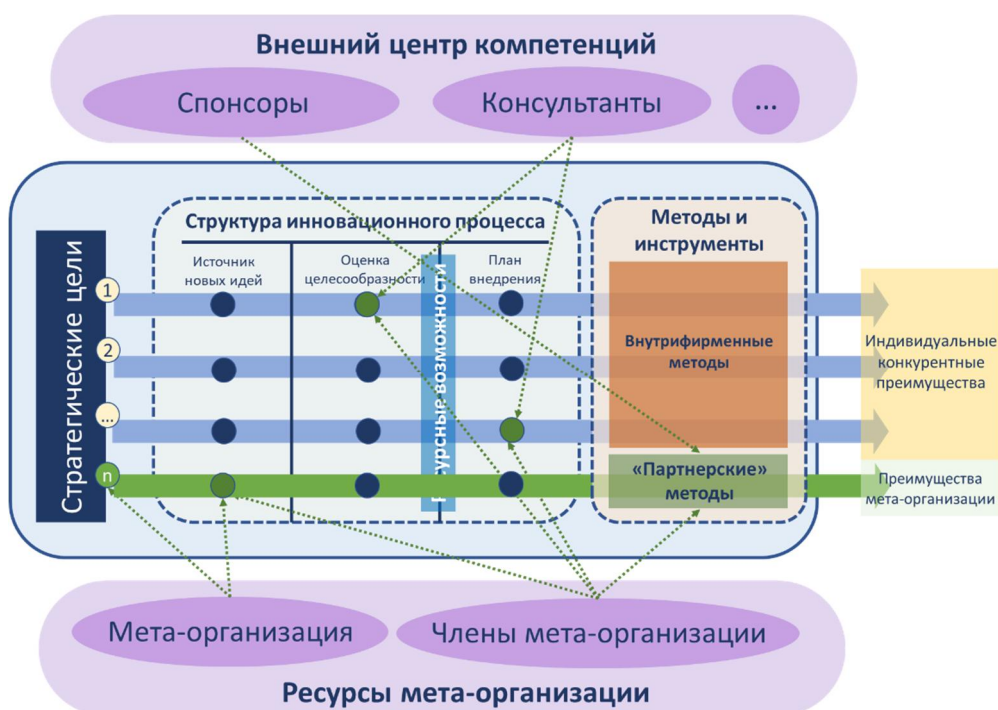 Внешний центр компетенций
Спонсоры
Консультанты
...
Структура инновационного процесса
Методы и
инструменты
Источник
новых идей
Оценка
целесообразности
План
внедрения
Стратегические цели
1
2
...
n
возможности
Внутрифирменные
методы
«Партнерские»
методы
Индивидуальные
конкурентные
преимущества
Преимущества
мета-организации
Мета-организация
Члены мета-организации
Ресурсы мета-организации